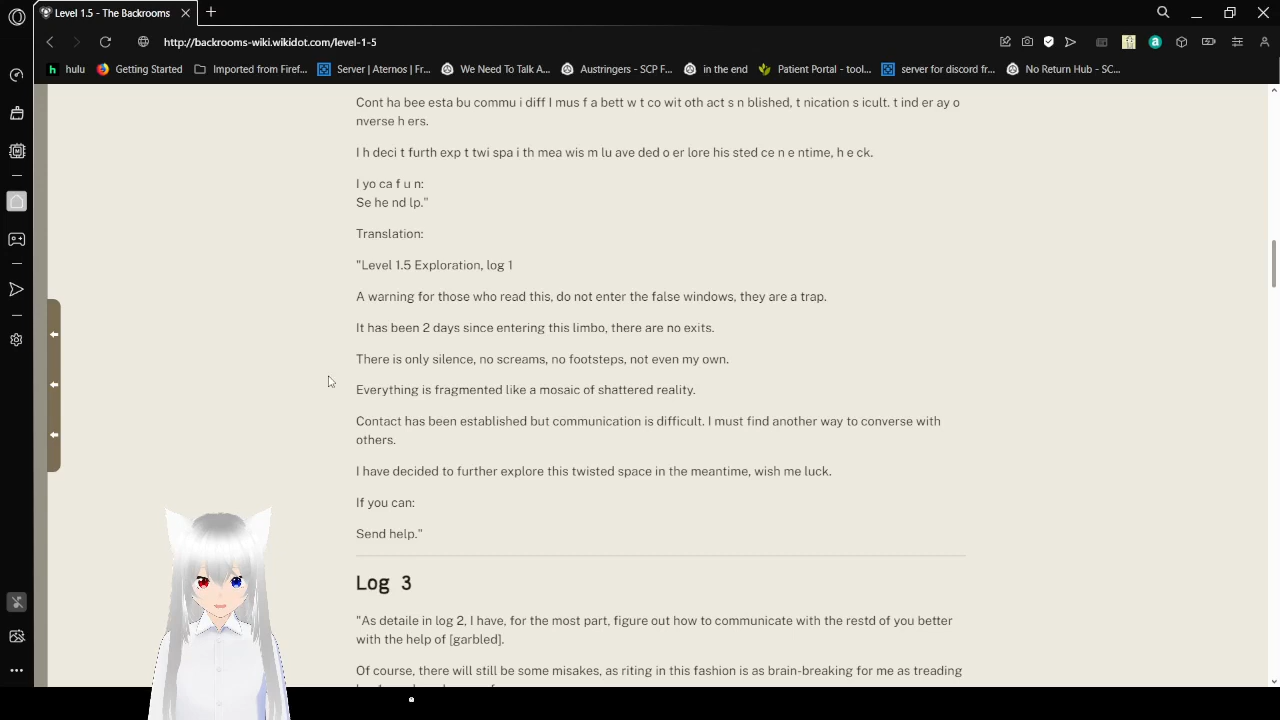 Level 1.5 - The Backrooms
http://backrooms-wiki.wikidot.com/level-1-5
hulu Getting Started Imported from Firef... Server | Aternos | Fr... We Need To Talk A... Austringers - SCP F... in the end Patient Portal - tool... server for discord fr... No Return Hub - SC...
Cont ha bee esta bu commu i diff I mus f a bett w t co wit oth act s n blished, t nication s icult. t ind er ay o
nverse h ers.
I h deci t furth exp t twi spa i th mea wis m lu ave ded o er lore his sted ce n e ntime, h e ck.
I yo ca f u n:
Se he nd lp."
Translation:
"Level 1.5 Exploration, log 1
A warning for those who read this, do not enter the false windows, they are a trap.
It has been 2 days since entering this limbo, there are no exits.
There is only silence, no screams, no footsteps, not even my own.
Everything is fragmented like a mosaic of shattered reality.
Contact has been established but communication is difficult. I must find another way to converse with
others.
I have decided to further explore this twisted space in the meantime, wish me luck.
If you can:
Send help."
Log 3
"As detaile in log 2, I have, for the most part, figure out how to communicate with the restd of you better
with the help of [garbled].
Of course, there will still be some misakes, as riting in this fashion is as brain-breaking for me as treading